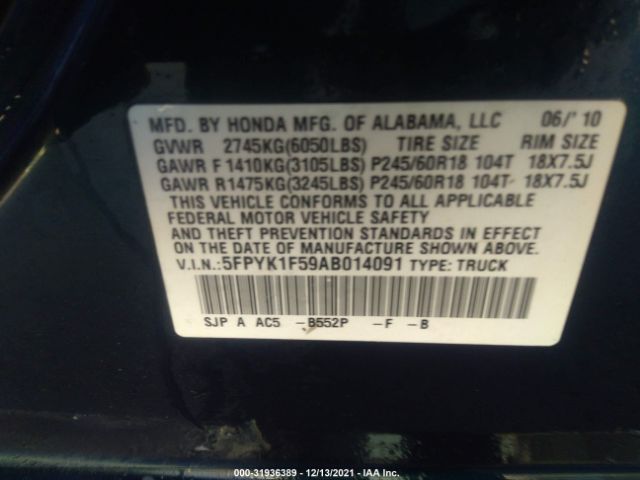 MFD. BY HONDA MFG. OF ALABAMA, LLC 06/'10
GVWR 2745KG(6050LBS) TIRE SIZE RIM SIZE
GAWR F 1410KG(3105LBS) P245/60R18 104T 18X7.5J
GAWR R1475KG(3245LBS) P245/60R18 104T 18X7.5J
THIS VEHICLE CONFORMS TO ALL APPLICABLE
FEDERAL MOTOR VEHICLE SAFETY
AND THEFT PREVENTION STANDARDS IN EFFECT
ON THE DATE OF MANUFACTURE SHOWN ABOVE.
V.I.N.:5FPYK1F59AB014091 TYPE: TRUCK
SJP A AC5 -B552P -F -B
000-31936389 - 12/13/2021 - IAA Inc.